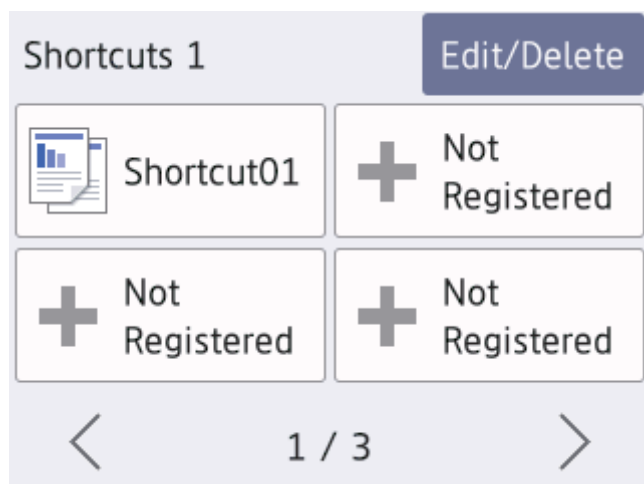 Shortcuts 1
Edit/Delete
Shortcut01
Not
Registered
Not
Registered
Not
Registered
1 / 3